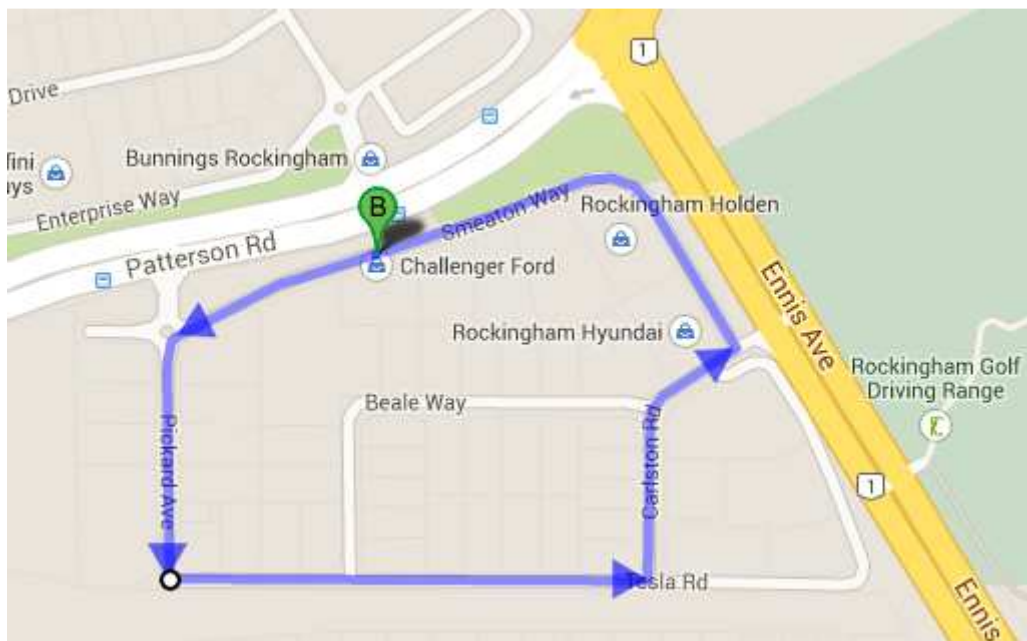 1
Drive
Bunnings Rockingham
ini
ys
Enterprise Way
B
Smeaton Way
Rockingham Holden
Patterson Rd
Challenger Ford
Ennis Ave
Rockingham Hyundai
Rockingham Golf
Driving Range
Beale Way
Pickard Ave
Carlston Rd
1
Tesla Rd
Ennis